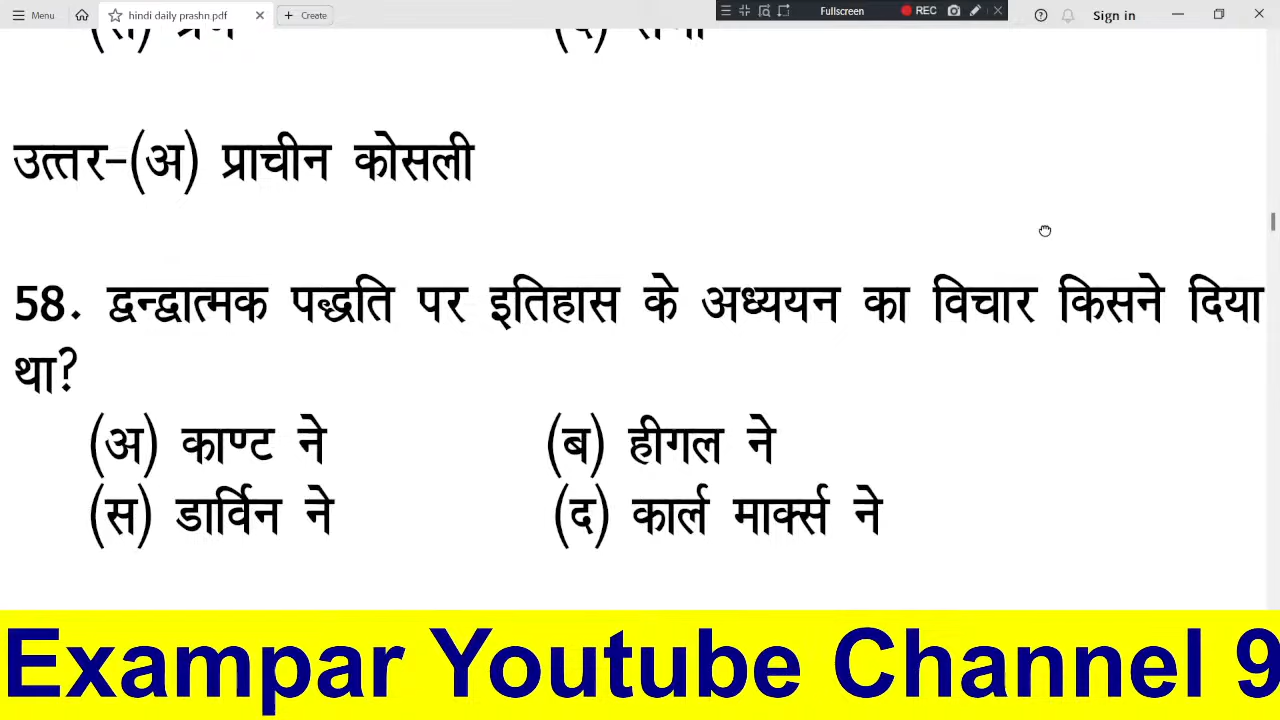 Menu
hindi daily prashn.pdf
Create
Fullscreen
REC
Sign in
उत्तर-(अ) प्राचीन कोसली
58. द्वन्द्वात्मक पद्धति पर इतिहास के अध्ययन का विचार किसने दिया
था?
(अ) काण्ट ने (ब) हीगल ने
(स) डार्विन ने (द) कार्ल मार्क्स ने
Exampar Youtube Channel 9